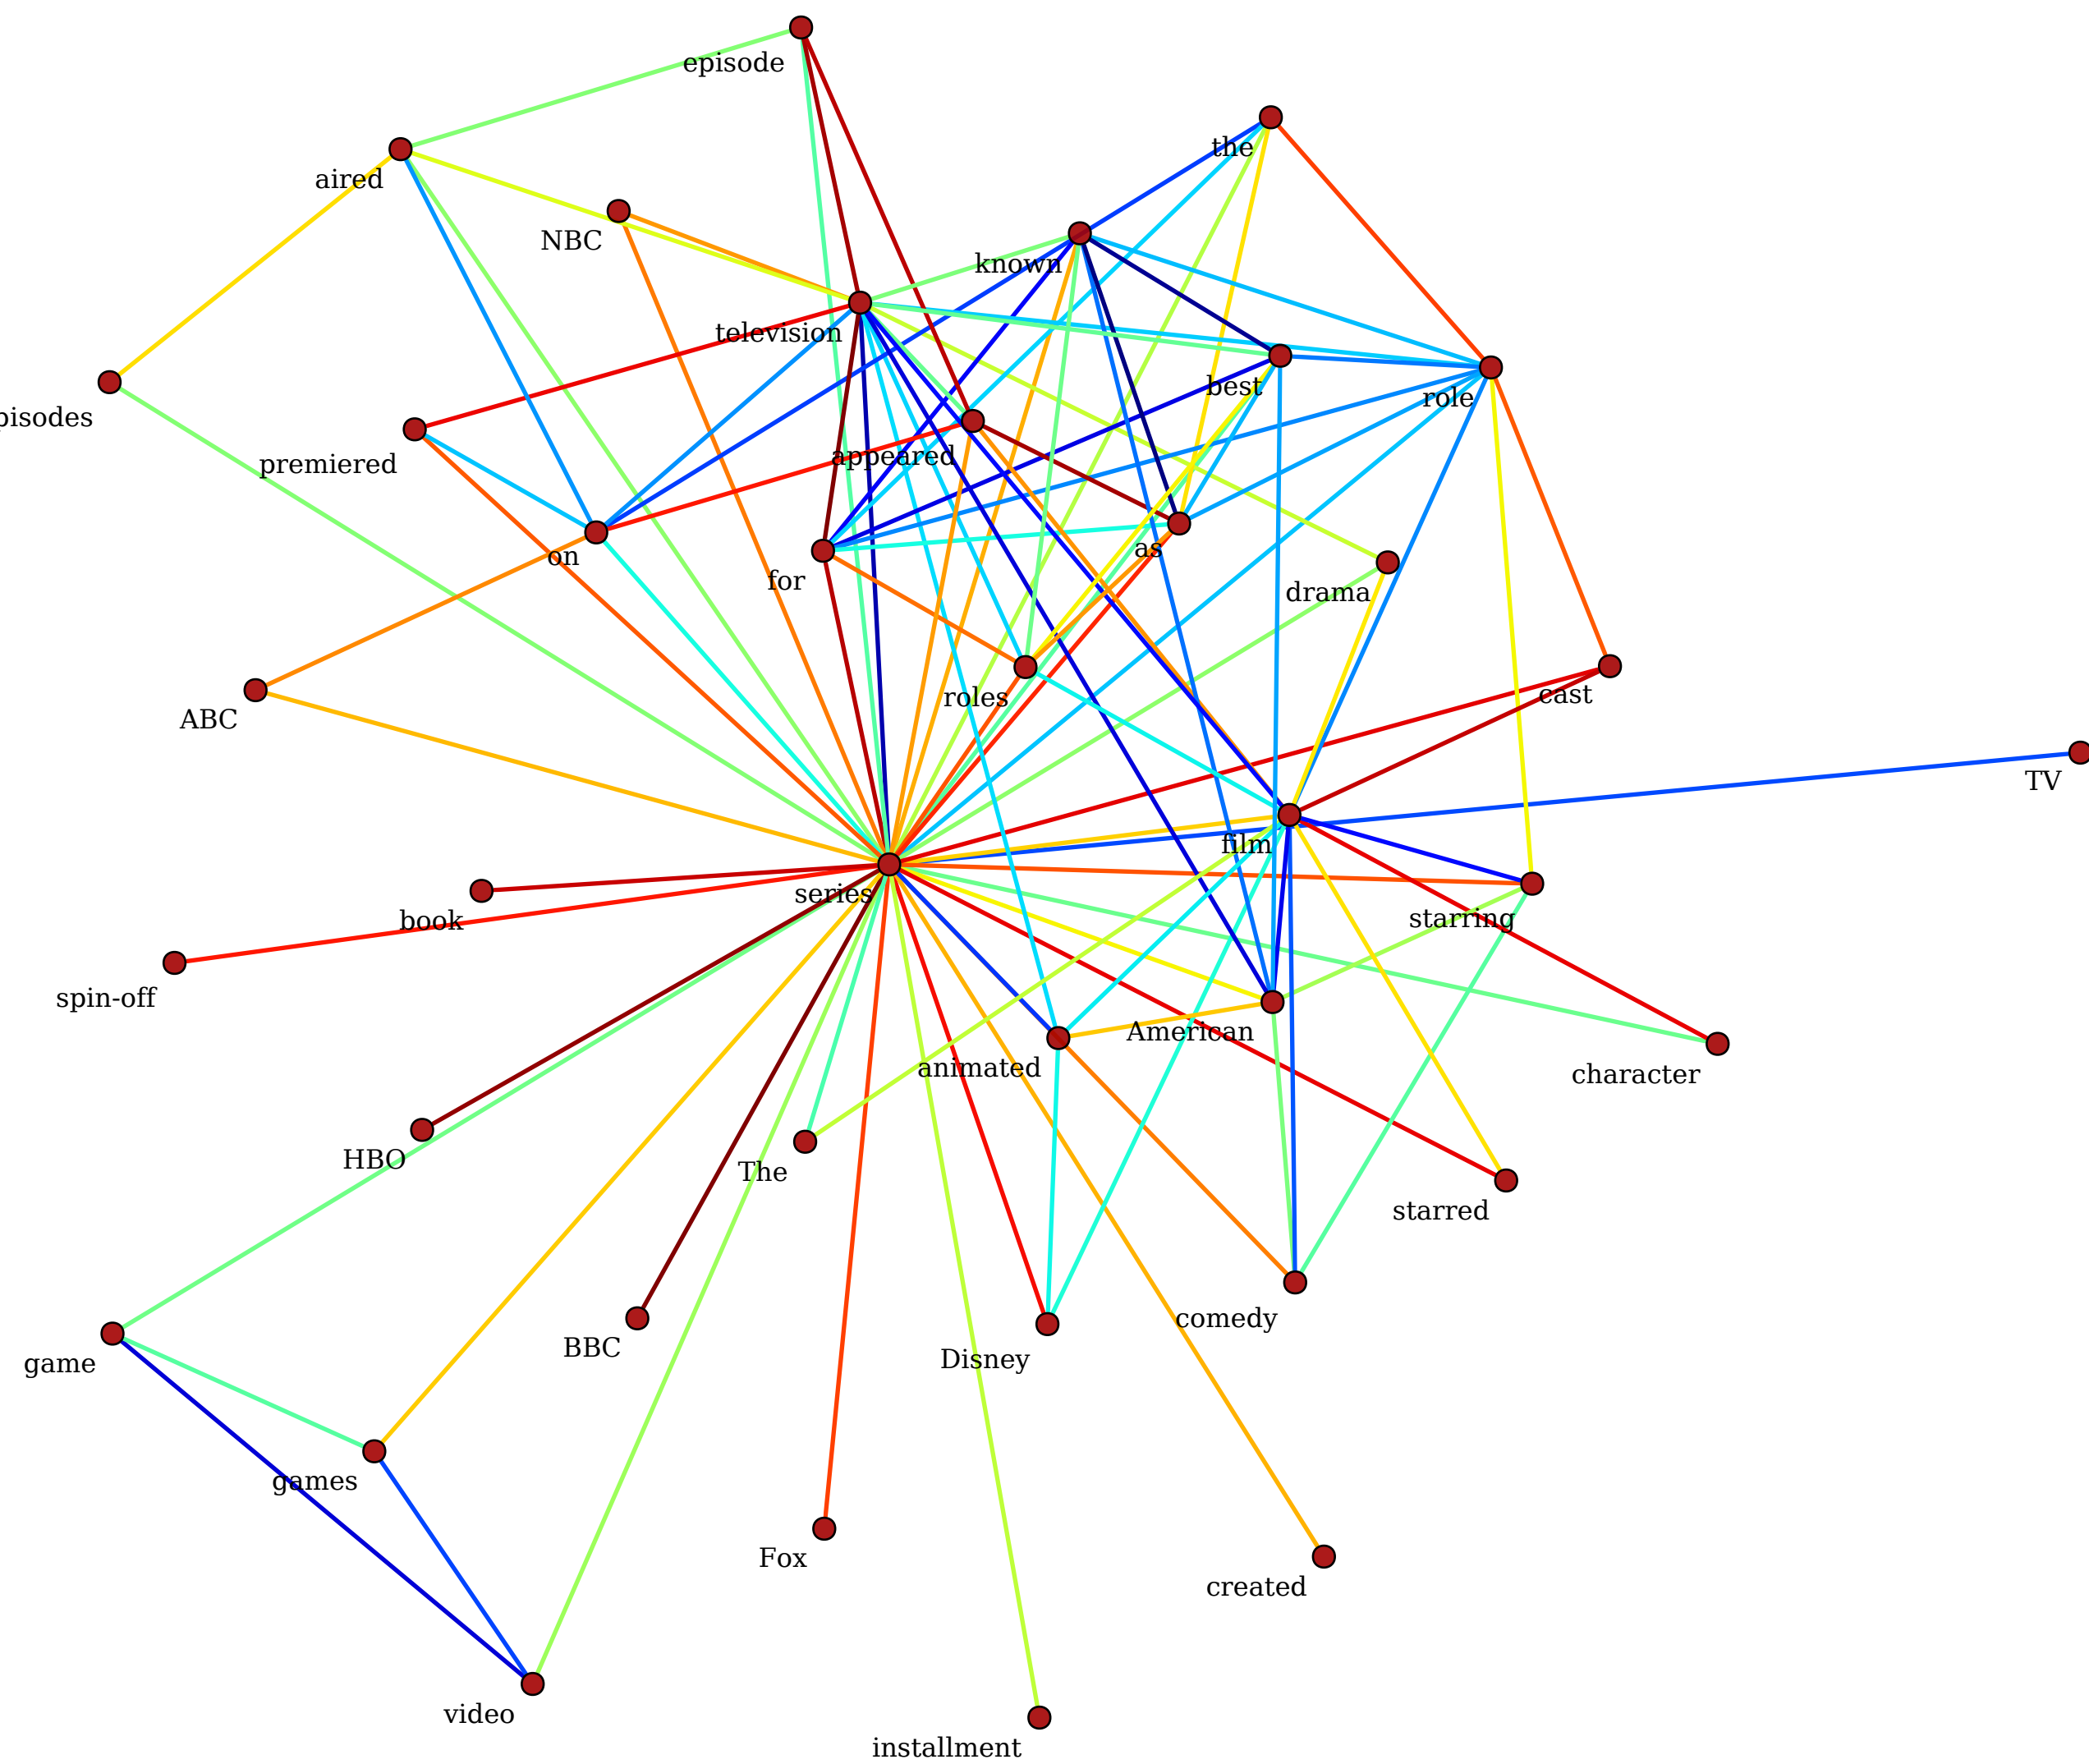 episode
the
aired
NBC
known
television
best
role
pisodes
premiered
appeared
on
as
for
drama
roles
cast
ABC
TV
film
series
book
starring
spin-off
American
animated
character
HBO
The
starred
comedy
BBC
Disney
game
games
Fox
created
video
installment